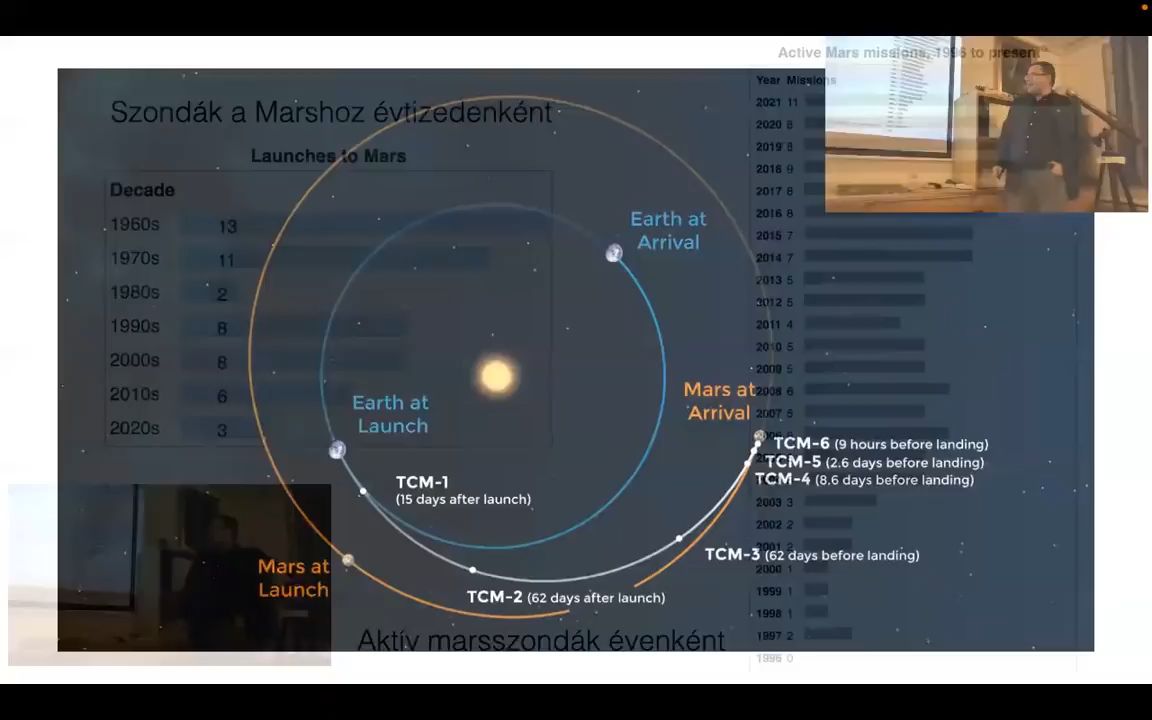 Szondák a Marshoz évtizedenként
Launches to Mars
Decade
1960s 13
1970s 11
1980s 2
1990s 8
2000s 8
2010s 6
2020s 3
Earth at
Arrival
Earth at
Launch
Mars at
Arrival
Mars at
Launch
TCM-1
(15 days after launch)
TCM-2 (62 days after launch)
TCM-3 (62 days before landing)
TCM-6 (9 hours before landing)
TCM-5 (2.6 days before landing)
TCM-4 (8.6 days before landing)
Aktív marsszondák évenként
Active Mars missions, 1996 to present
Year Missions
2021 11
2020 8
2019 8
2018 9
2017 8
2016 8
2015 7
2014 7
2013 5
2012 5
2011 4
2010 5
2009 5
2008 6
2007 5
2003 3
2002 2
2001 2
2000 1
1999 1
1998 1
1997 2
1996 0